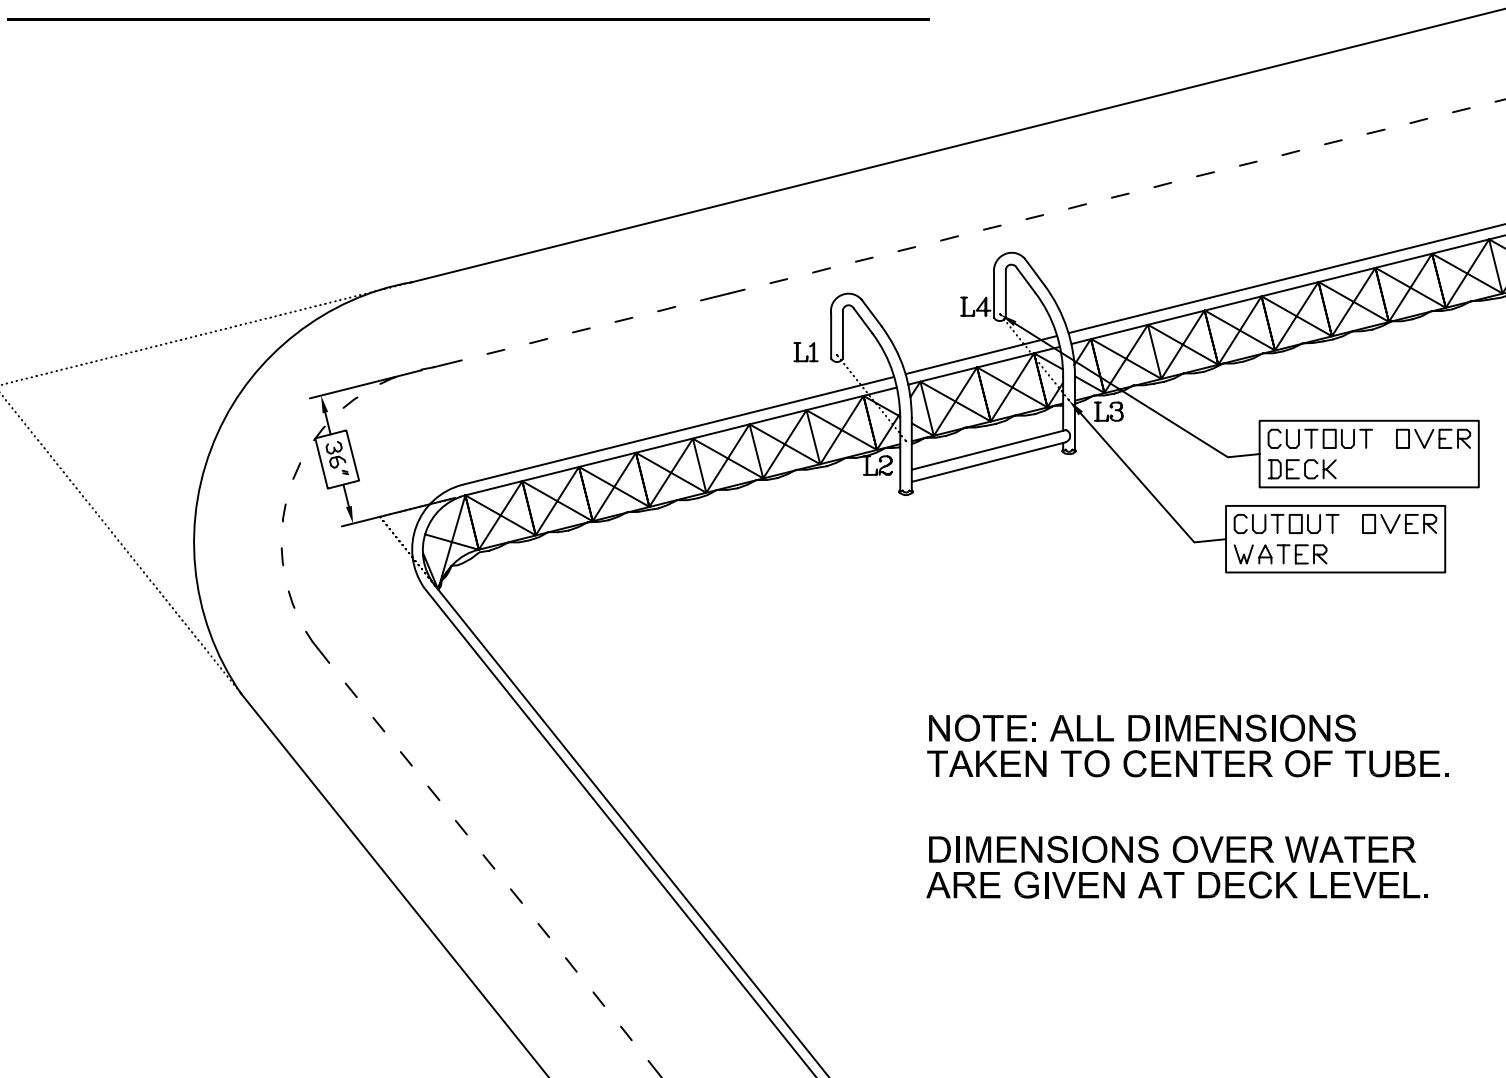 L4
L1
L3
36"
L2
CUTOUT OVER
DECK
CUTOUT OVER
WATER
NOTE: ALL DIMENSIONS
TAKEN TO CENTER OF TUBE.
DIMENSIONS OVER WATER
ARE GIVEN AT DECK LEVEL.